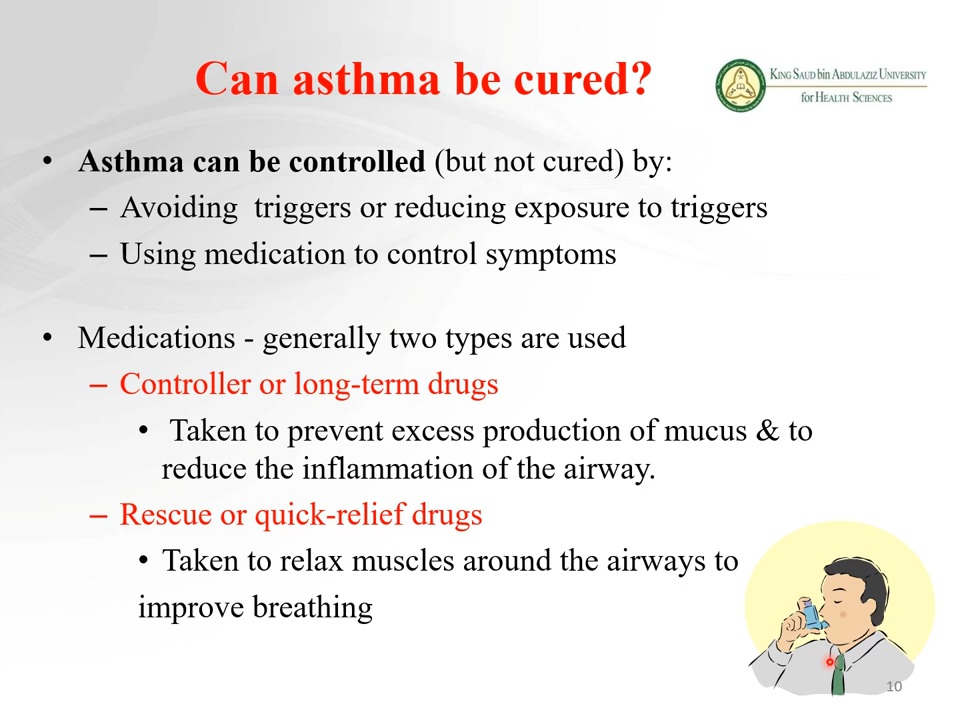 Can asthma be cured?
KING SAUD bin ABDULAZIZ UNIVERSITY
for HEALTH SCIENCES
• Asthma can be controlled (but not cured) by:
– Avoiding  triggers or reducing exposure to triggers
– Using medication to control symptoms
• Medications - generally two types are used
– Controller or long-term drugs
• Taken to prevent excess production of mucus & to
reduce the inflammation of the airway.
– Rescue or quick-relief drugs
• Taken to relax muscles around the airways to
improve breathing
10